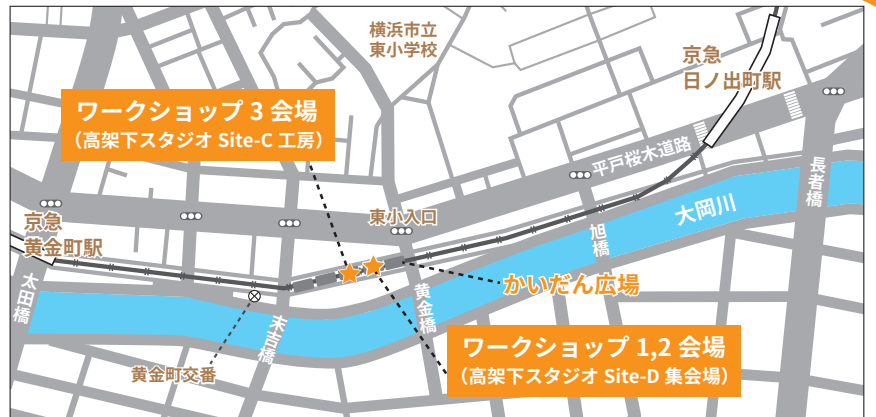 横浜市立
東小学校
京急
日ノ出町駅
ワークショップ 3 会場
（高架下スタジオ Site-C 工房）
平戸桜木道路
長者橋
京急
黄金町駅
東小入口
大岡川
旭橋
かいだん広場
太田橋
末吉橋
黄金橋
ワークショップ 1,2 会場
（高架下スタジオ Site-D 集会場）
黄金町交番